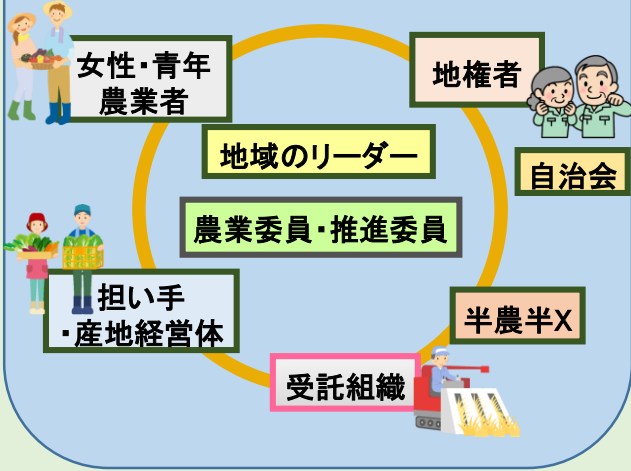 女性・青年
農業者
地権者
地域のリーダー
自治会
農業委員・推進委員
担い手
・産地経営体
半農半X
受託組織